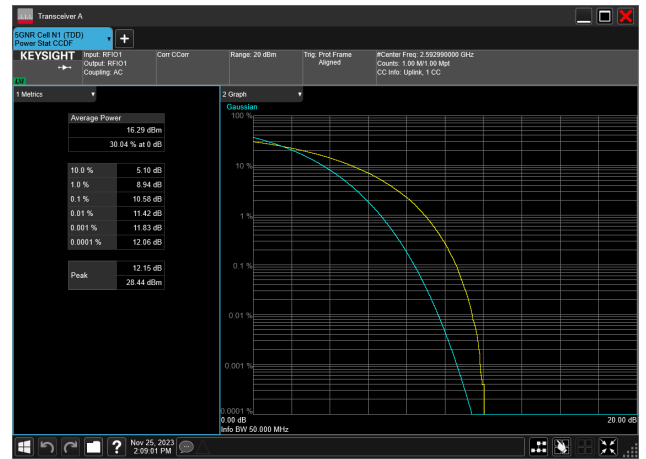 Transceiver A
5GNR Cell N1 (TDD)
Power Stat CCDF
KEYSIGHT
Input: RFIO1
Output: RFIO1
Coupling: AC
Corr CCorr
Range: 20 dBm
Trig: Prot Frame
Aligned
#Center Freq: 2.592990000 GHz
Counts: 1.00 M/1.00 Mpt
CC Info: Uplink, 1 CC
1 Metrics
Average Power
16.29 dBm
30.04 % at 0 dB
10.0 % 5.10 dB
1.0 % 8.94 dB
0.1 % 10.58 dB
0.01 % 11.42 dB
0.001 % 11.83 dB
0.0001 % 12.06 dB
Peak 12.15 dB
28.44 dBm
2 Graph
Gaussian
100 %
10 %
1 %
0.1 %
0.01 %
0.001 %
0.0001 %
0.00 dB 20.00 dB
Info BW 50.000 MHz
Nov 25, 2023
2:09:01 PM